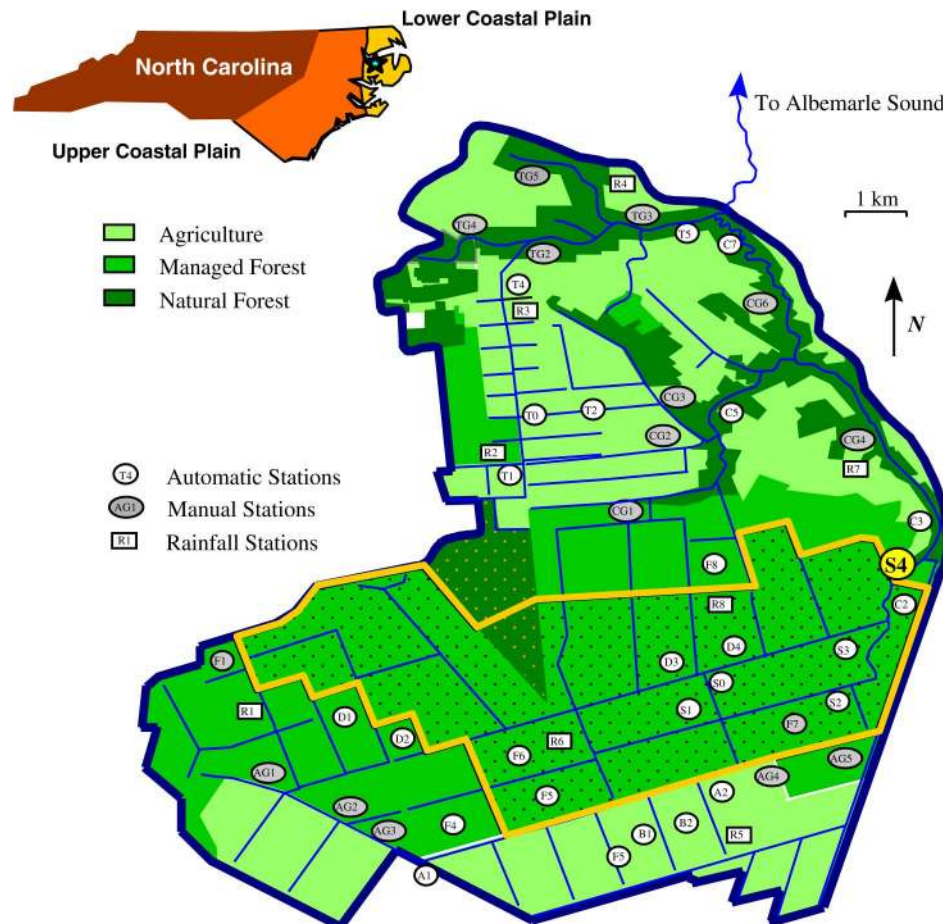 Lower Coastal Plain
North Carolina
Upper Coastal Plain
To Albemarle Sound
1 km
N
Agriculture
Managed Forest
Natural Forest
T4 Automatic Stations
AG1 Manual Stations
R1 Rainfall Stations
TG5
R4
TG4
TG3
TG2
T5
C7
T4
R3
CG6
CG3
T0
T2
C5
CG2
CG4
R2
R7
T1
CG1
C3
F8
S4
R8
C2
D4
S3
F1
D3
S0
R1
D1
S1
S2
D2
R6
F7
F6
AG1
AG5
AG4
F5
A2
AG2
AG3
F4
B1
B2
R5
F5
A1